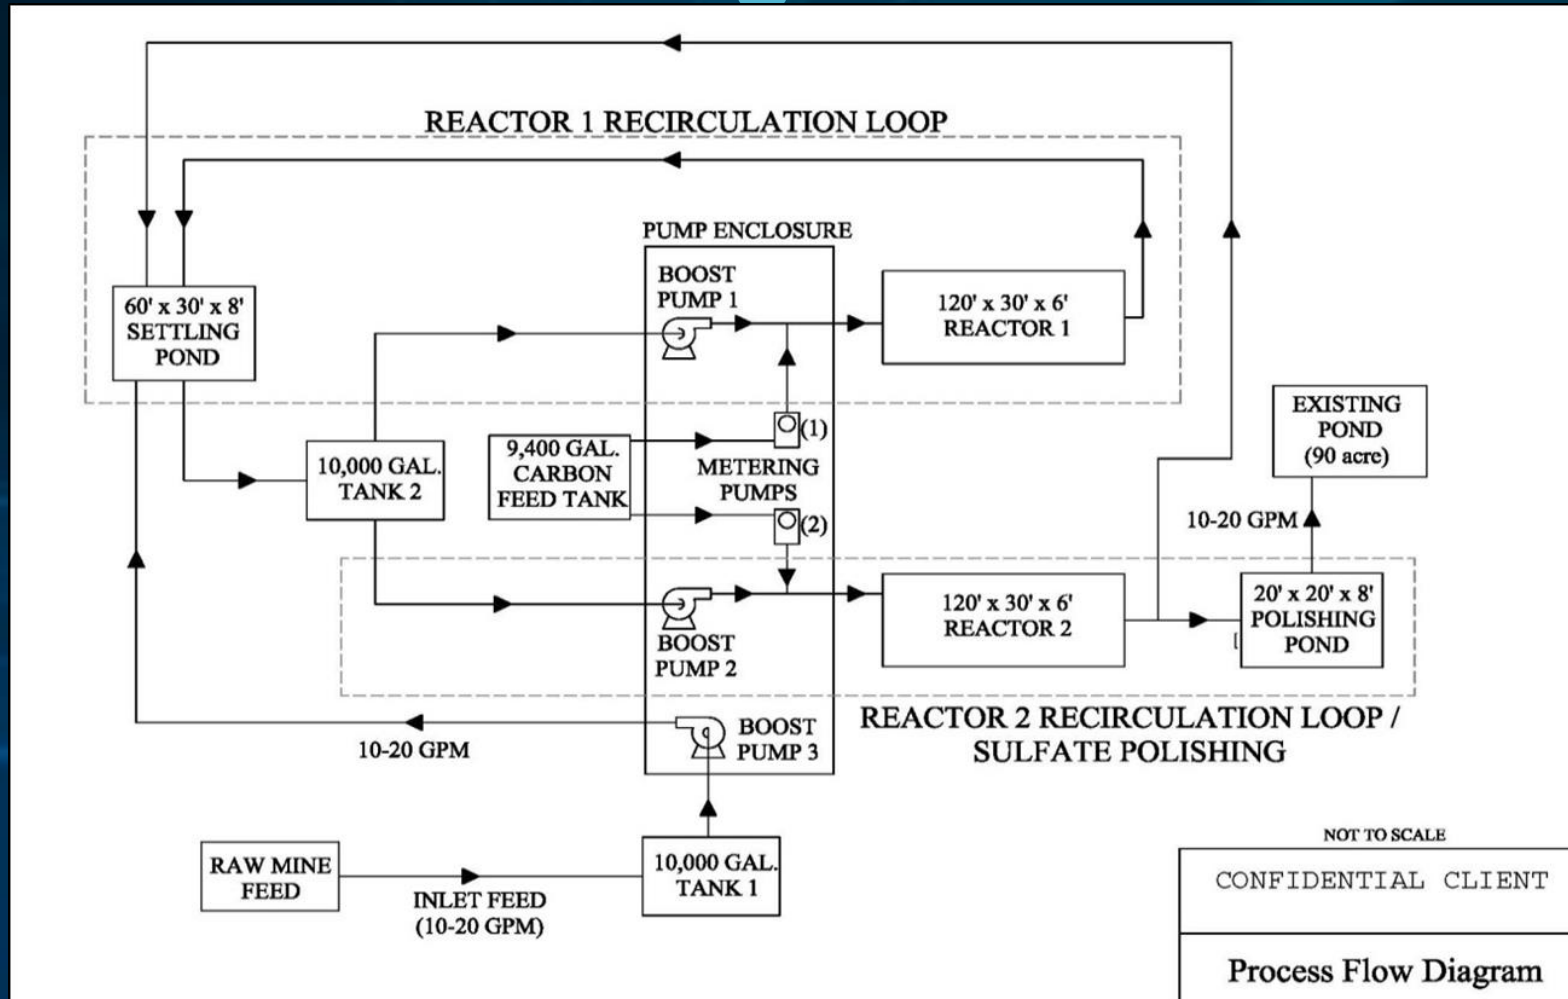 REACTOR 1 RECIRCULATION LOOP
PUMP ENCLOSURE
BOOST
PUMP 1
60' x 30' x 8'
SETTLING
POND
120' x 30' x 6'
REACTOR 1
EXISTING
POND
(90 acre)
(1)
10,000 GAL.
TANK 2
9,400 GAL.
CARBON
FEED TANK
METERING
PUMPS
(2)
10-20 GPM
120' x 30' x 6'
REACTOR 2
20' x 20' x 8'
POLISHING
POND
BOOST
PUMP 2
REACTOR 2 RECIRCULATION LOOP /
SULFATE POLISHING
BOOST
PUMP 3
10-20 GPM
RAW MINE
FEED
INLET FEED
(10-20 GPM)
10,000 GAL.
TANK 1
NOT TO SCALE
CONFIDENTIAL CLIENT
Process Flow Diagram